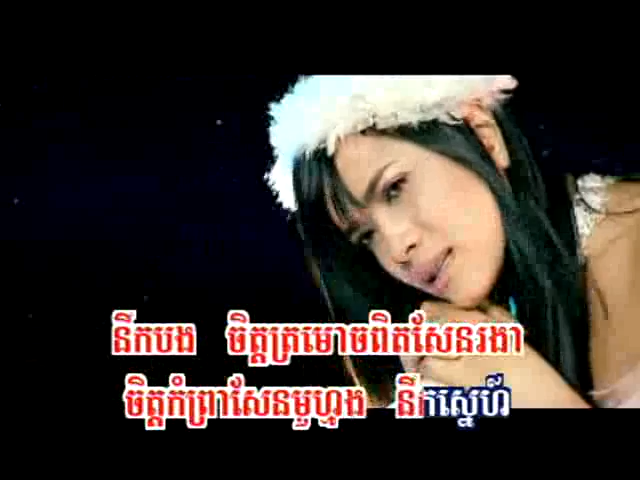 នឹកបង ចិត្តត្រមោចពិតសែនរងា
ចិត្តកំព្រាសែនមួហ្មង នឹកស្នេហ៍